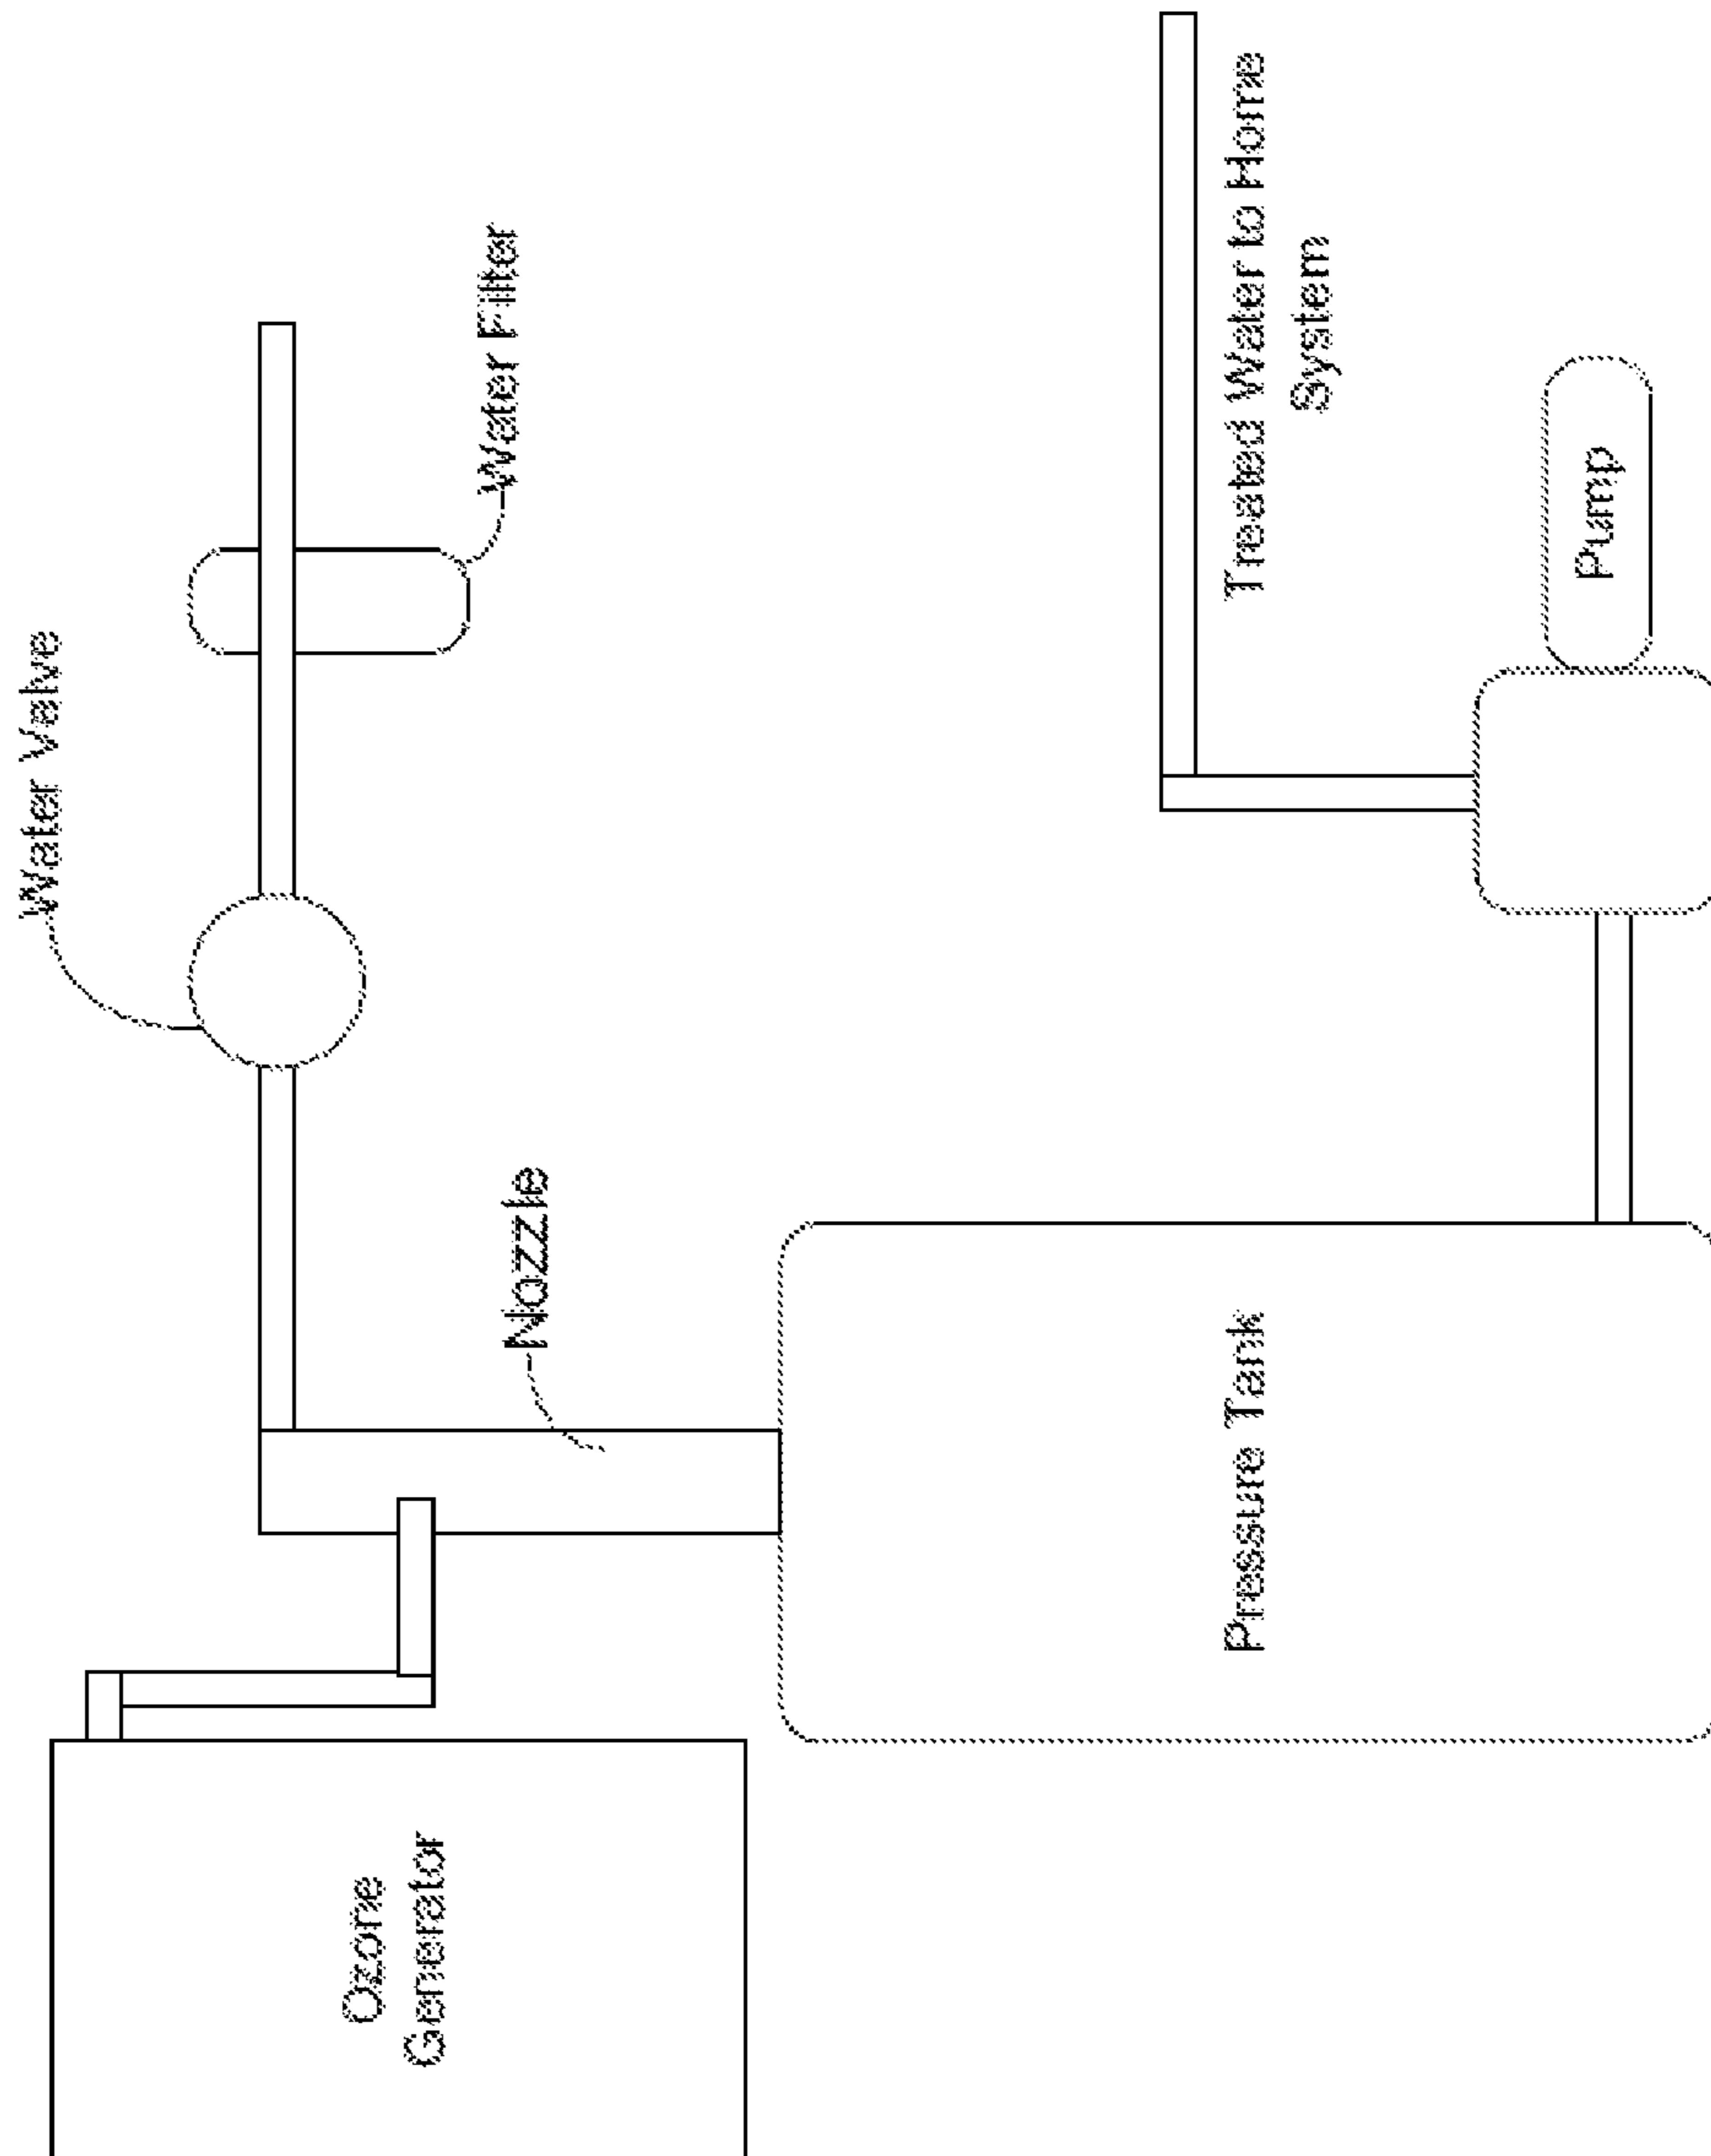 Water Valve
Water Filter
Nozzle
Ozone
Generator
Pressure Tank
Treated Water to Home
System
Pump